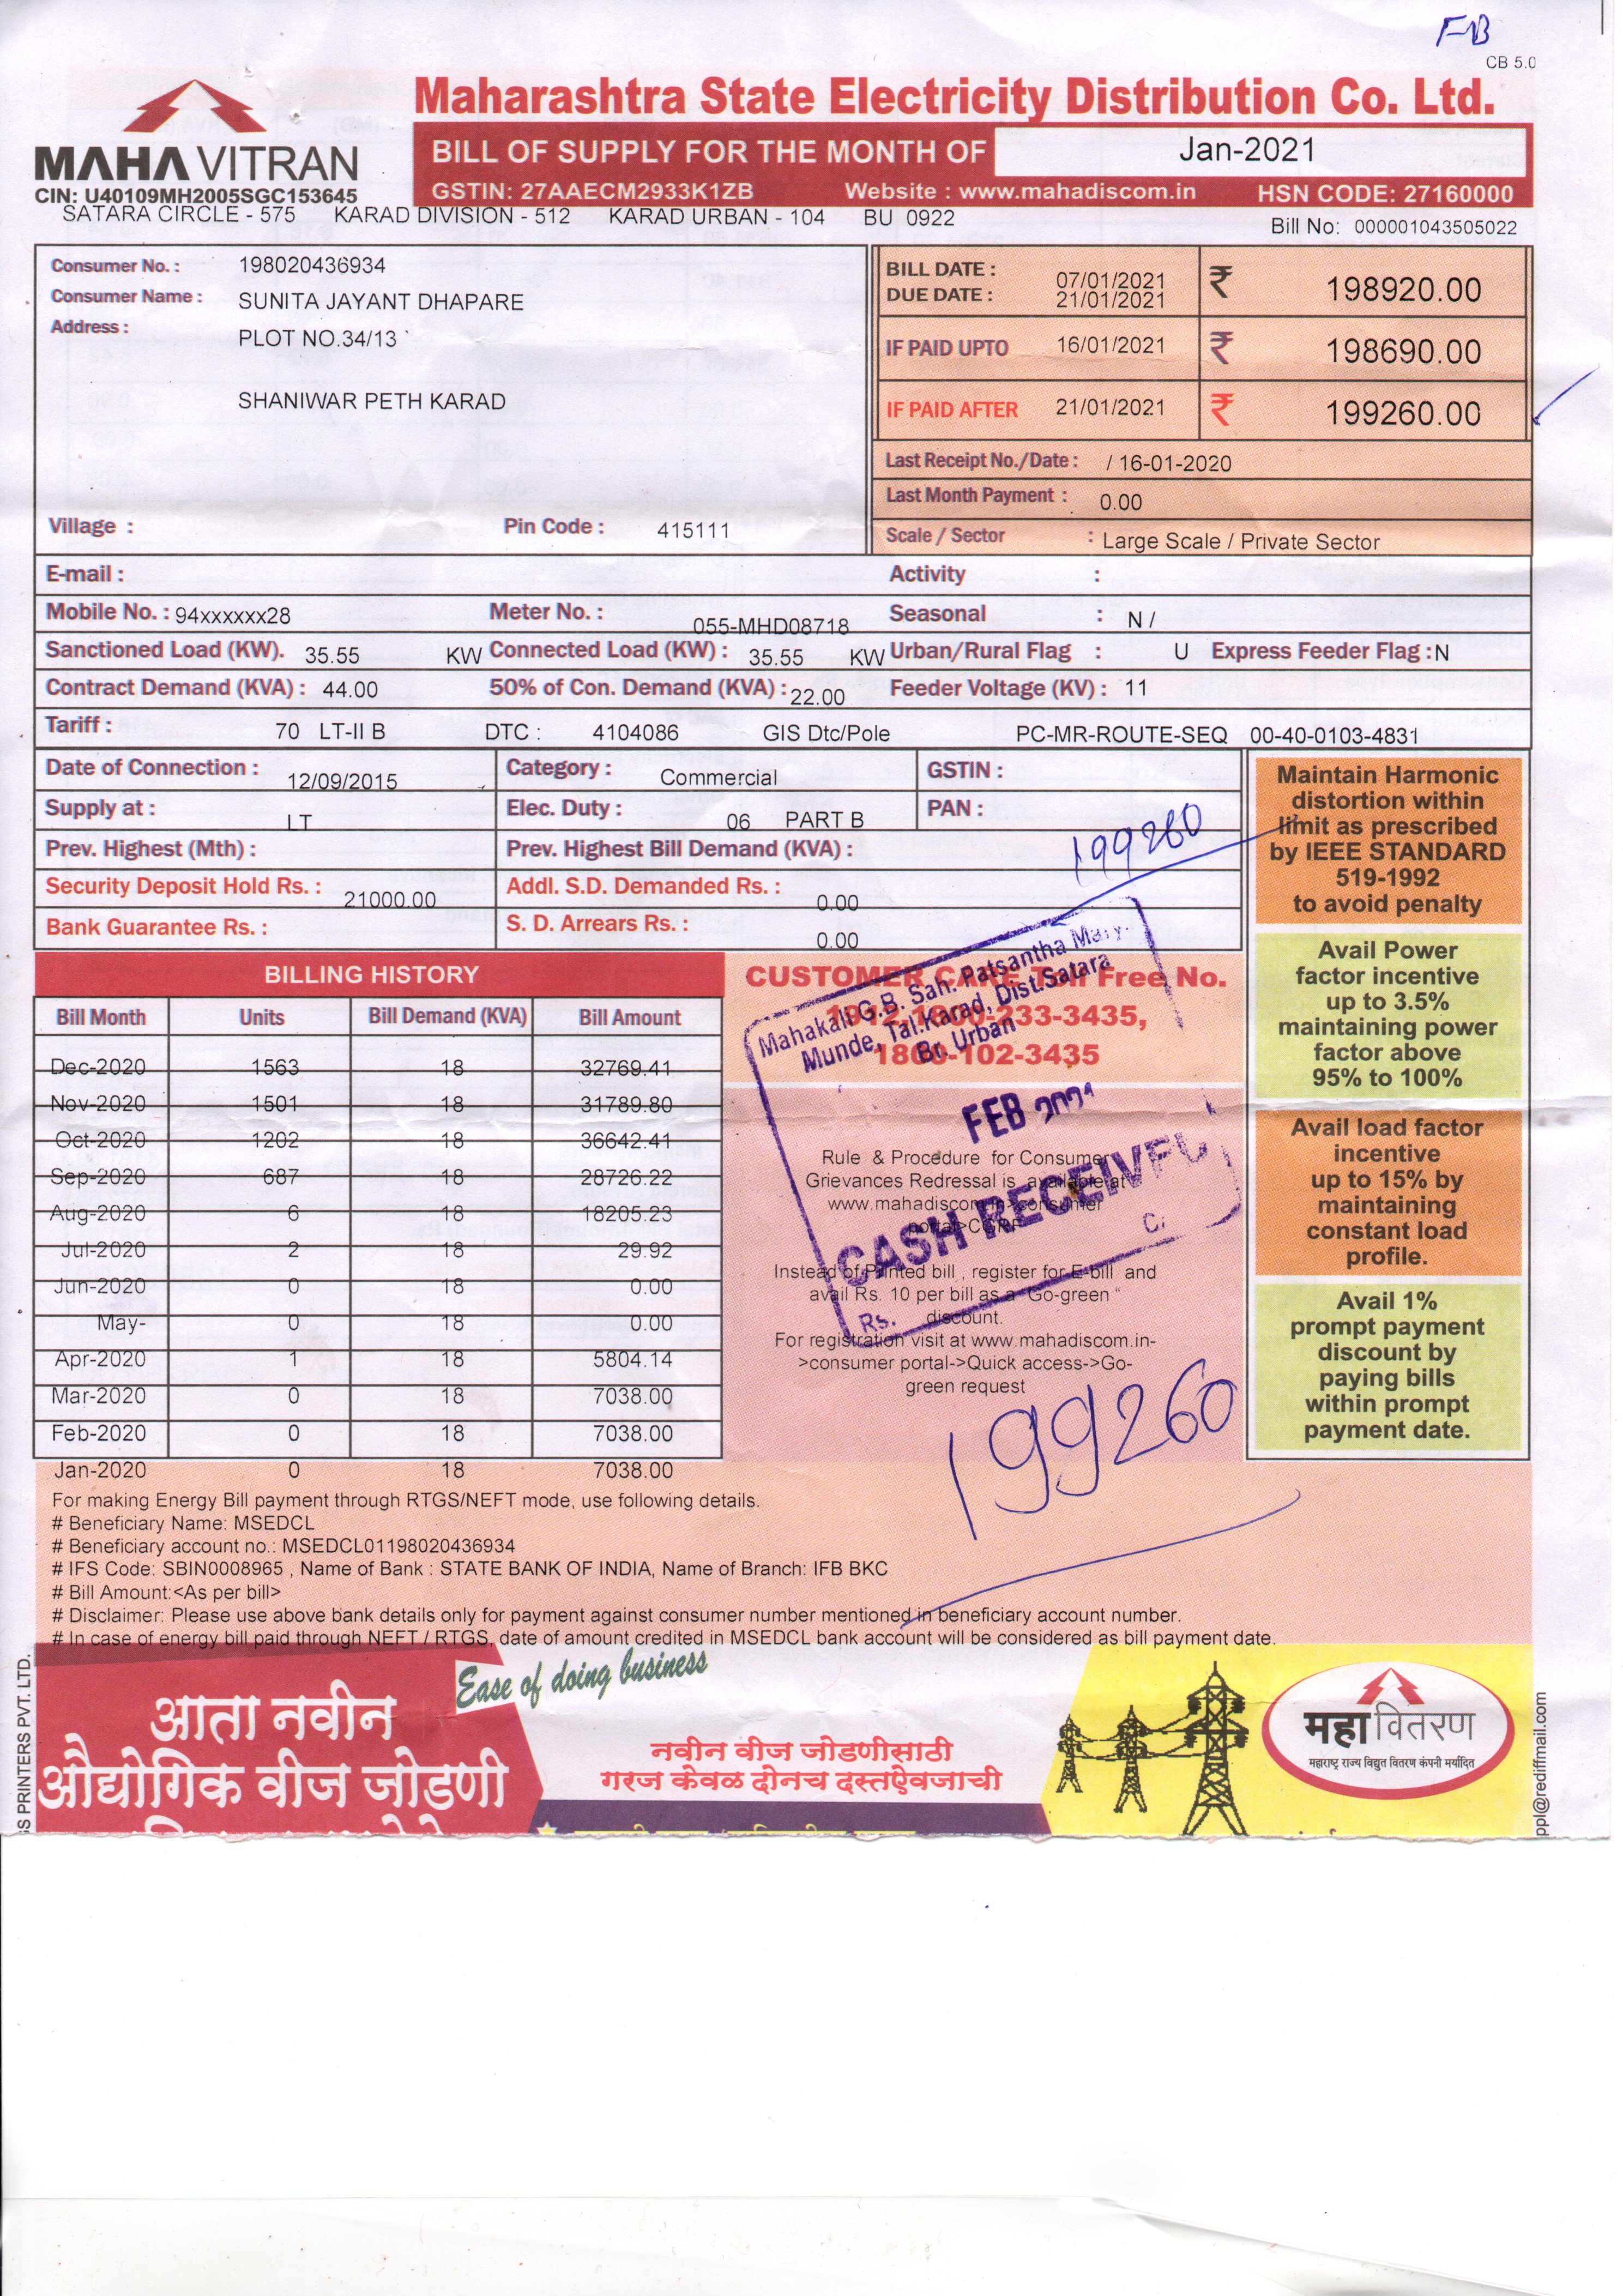 FB
CB 5.0
Maharashtra State Electricity Distribution Co. Ltd.
MAHAVITRAN
BILL OF SUPPLY FOR THE MONTH OF Jan-2021
CIN: U40109MH2005SGC153645
GSTIN: 27AAECM2933K1ZB Website : www.mahadiscom.in HSN CODE: 27160000
SATARA CIRCLE - 575 KARAD DIVISION - 512 KARAD URBAN - 104 BU 0922
Bill No: 000001043505022
Consumer No. : 198020436934
Consumer Name : SUNITA JAYANT DHAPARE
Address : PLOT NO.34/13 `
SHANIWAR PETH KARAD
Village : Pin Code : 415111
BILL DATE : 07/01/2021
DUE DATE : 21/01/2021 ₹ 198920.00
IF PAID UPTO 16/01/2021 ₹ 198690.00
IF PAID AFTER 21/01/2021 ₹ 199260.00
Last Receipt No./Date : / 16-01-2020
Last Month Payment : 0.00
Scale / Sector : Large Scale / Private Sector
E-mail : Activity :
Mobile No. : 94xxxxxx28 Meter No. : 055-MHD08718 Seasonal : N /
Sanctioned Load (KW). 35.55 KW Connected Load (KW) : 35.55 KW Urban/Rural Flag : U Express Feeder Flag : N
Contract Demand (KVA) : 44.00 50% of Con. Demand (KVA) : 22.00 Feeder Voltage (KV) : 11
Tariff : 70 LT-II B DTC : 4104086 GIS Dtc/Pole PC-MR-ROUTE-SEQ 00-40-0103-4831
Date of Connection : 12/09/2015 Category : Commercial GSTIN :
Supply at : LT Elec. Duty : 06 PART B PAN :
Prev. Highest (Mth) : Prev. Highest Bill Demand (KVA) :
199260
Security Deposit Hold Rs. : 21000.00 Addl. S.D. Demanded Rs. : 0.00
Bank Guarantee Rs. : S. D. Arrears Rs. : 0.00
Maintain Harmonic
distortion within
limit as prescribed
by IEEE STANDARD
519-1992
to avoid penalty
Avail Power
factor incentive
up to 3.5%
maintaining power
factor above
95% to 100%
Avail load factor
incentive
up to 15% by
maintaining
constant load
profile.
Avail 1%
prompt payment
discount by
paying bills
within prompt
payment date.
BILLING HISTORY
Bill Month Units Bill Demand (KVA) Bill Amount
Dec-2020 1563 18 32769.41
Nov-2020 1501 18 31789.80
Oct-2020 1202 18 36642.41
Sep-2020 687 18 28726.22
Aug-2020 6 18 18205.23
Jul-2020 2 18 29.92
Jun-2020 0 18 0.00
May- 0 18 0.00
Apr-2020 1 18 5804.14
Mar-2020 0 18 7038.00
Feb-2020 0 18 7038.00
Jan-2020 0 18 7038.00
CUSTOMER CARE Toll Free No.
233-3435,
1800-102-3435
Mahakali G.B. Sah. Patsantha
Munde, Tal.Karad, Dist.Satara
Br. Urban
FEB 2021
CASH RECEIVED
Rs.
Rule & Procedure for Consumer
Grievances Redressal is available at
www.mahadiscom.in->consumer
portal->CGRF
Instead of Printed bill , register for E-bill and
avail Rs. 10 per bill as a "Go-green "
discount.
For registration visit at www.mahadiscom.in-
>consumer portal->Quick access->Go-
green request
199260
For making Energy Bill payment through RTGS/NEFT mode, use following details.
# Beneficiary Name: MSEDCL
# Beneficiary account no.: MSEDCL01198020436934
# IFS Code: SBIN0008965 , Name of Bank : STATE BANK OF INDIA, Name of Branch: IFB BKC
# Bill Amount:<As per bill>
# Disclaimer: Please use above bank details only for payment against consumer number mentioned in beneficiary account number.
# In case of energy bill paid through NEFT / RTGS, date of amount credited in MSEDCL bank account will be considered as bill payment date.
Ease of doing business
आता नवीन
औद्योगिक वीज जोडणी
नवीन वीज जोडणीसाठी
गरज केवळ दोनच दस्तऐवजाची
महावितरण
महाराष्ट्र राज्य विद्युत वितरण कंपनी मर्यादित
PRINTERS PVT. LTD.
ppl@rediffmail.com